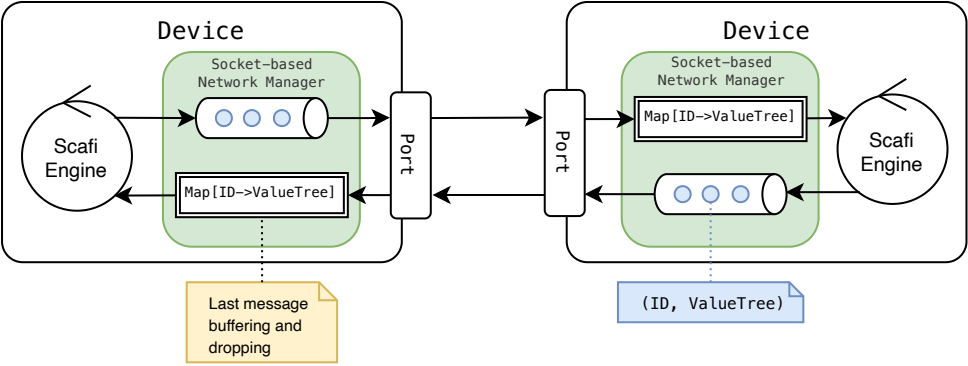 Device
Socket-based
Network Manager
Scafi
Engine
Map[ID->ValueTree]
Port
Last message
buffering and
dropping
Device
Socket-based
Network Manager
Port
Map[ID->ValueTree]
Scafi
Engine
(ID, ValueTree)